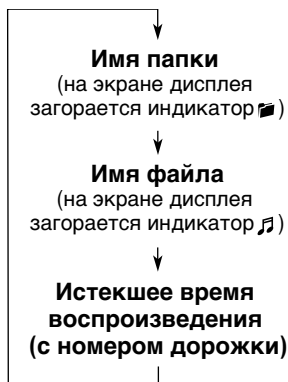 Имя папки
(на экране дисплея
загорается индикатор )
Имя файла
(на экране дисплея
загорается индикатор )
Истекшее время
воспроизведения
(с номером дорожки)